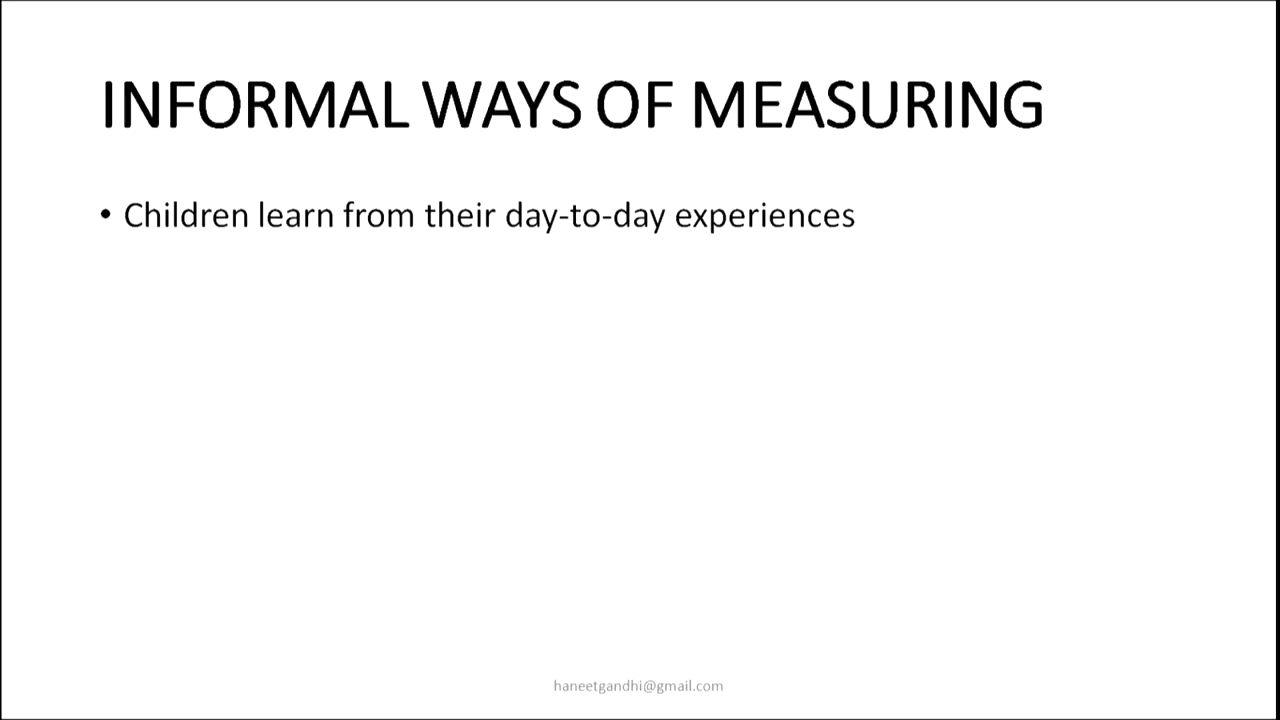 INFORMAL WAYS OF MEASURING
• Children learn from their day-to-day experiences
haneetgandhi@gmail.com